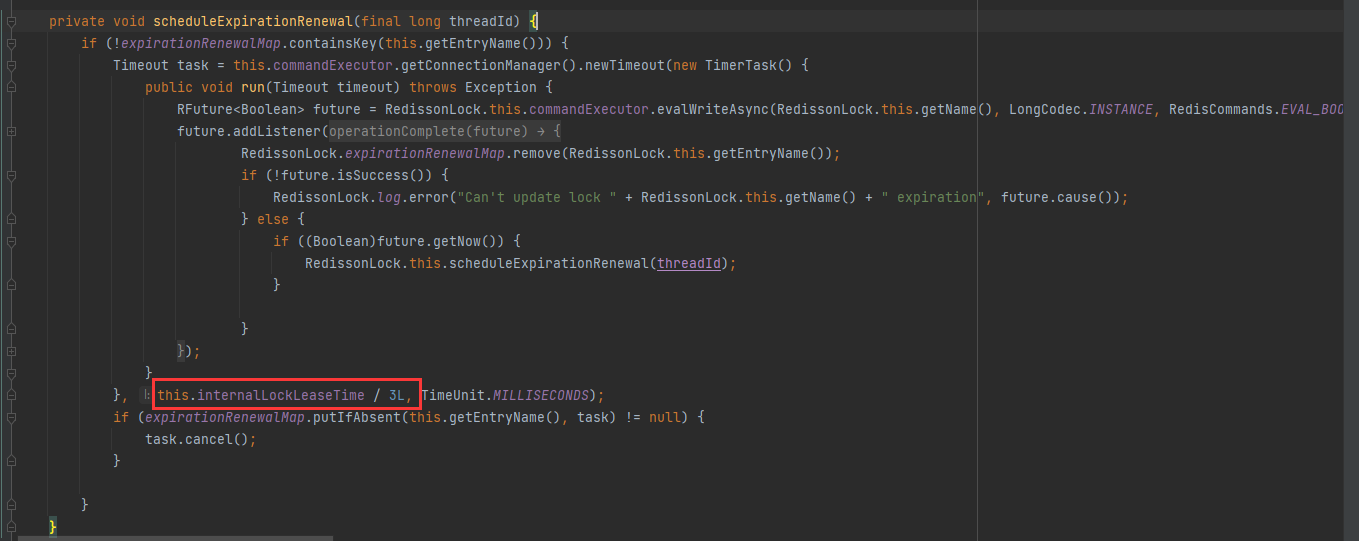 private void scheduleExpirationRenewal(final long threadId) {
if (!expirationRenewalMap.containsKey(this.getEntryName())) {
Timeout task = this.commandExecutor.getConnectionManager().newTimeout(new TimerTask() {
public void run(Timeout timeout) throws Exception {
RFuture<Boolean> future = RedissonLock.this.commandExecutor.evalWriteAsync(RedissonLock.this.getName(), LongCodec.INSTANCE, RedisCommands.EVAL_BOO
future.addListener(operationComplete(future) → {
RedissonLock.expirationRenewalMap.remove(RedissonLock.this.getEntryName());
if (!future.isSuccess()) {
RedissonLock.log.error("Can't update lock " + RedissonLock.this.getName() + " expiration", future.cause());
} else {
if ((Boolean)future.getNow()) {
RedissonLock.this.scheduleExpirationRenewal(threadId);
}
}
});
}
}, l: this.internalLockLeaseTime / 3L, TimeUnit.MILLISECONDS);
if (expirationRenewalMap.putIfAbsent(this.getEntryName(), task) != null) {
task.cancel();
}
}
}